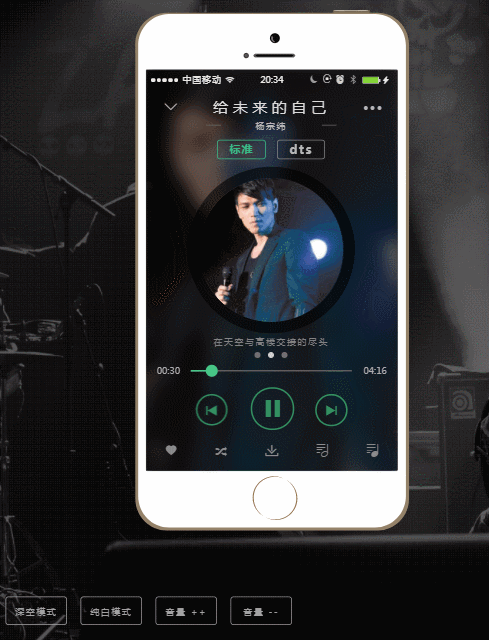 中国移动 20:34
给未来的自己
杨宗纬
标准 dts
在天空与高楼交接的尽头
00:30 04:16
深空模式 纯白模式 音量 ++ 音量 --